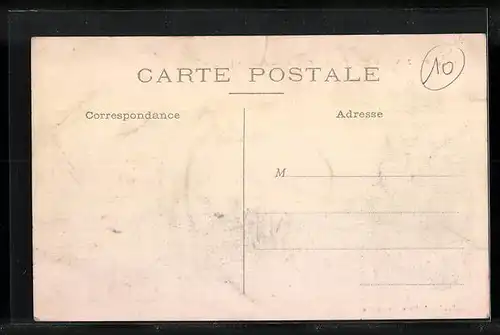 CARTE POSTALE
10
Correspondance
Adresse
M